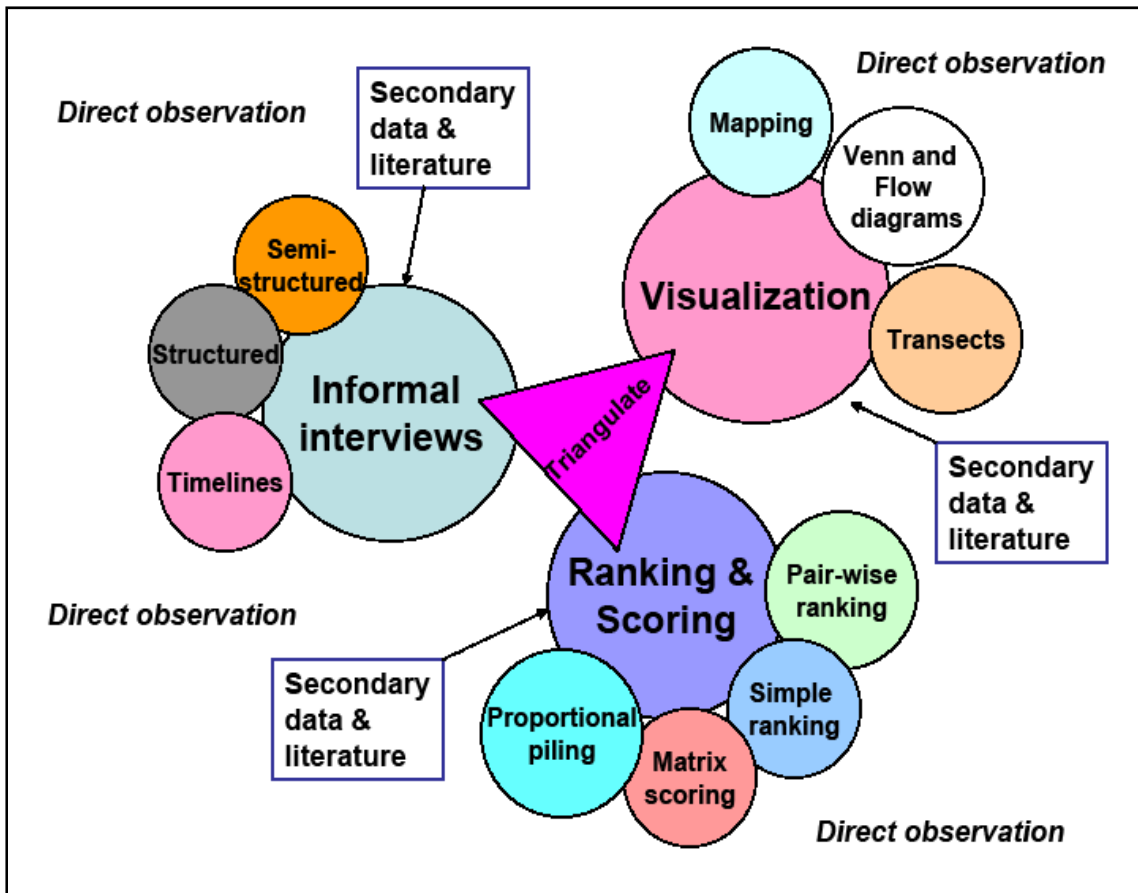 Direct observation
Secondary
data &
literature
Direct observation
Mapping
Venn and
Flow
diagrams
Semi-
structured
Structured
Timelines
Informal
interviews
Visualization
Transects
Triangulate
Secondary
data &
literature
Direct observation
Ranking &
Scoring
Pair-wise
ranking
Secondary
data &
literature
Proportional
piling
Matrix
scoring
Simple
ranking
Direct observation